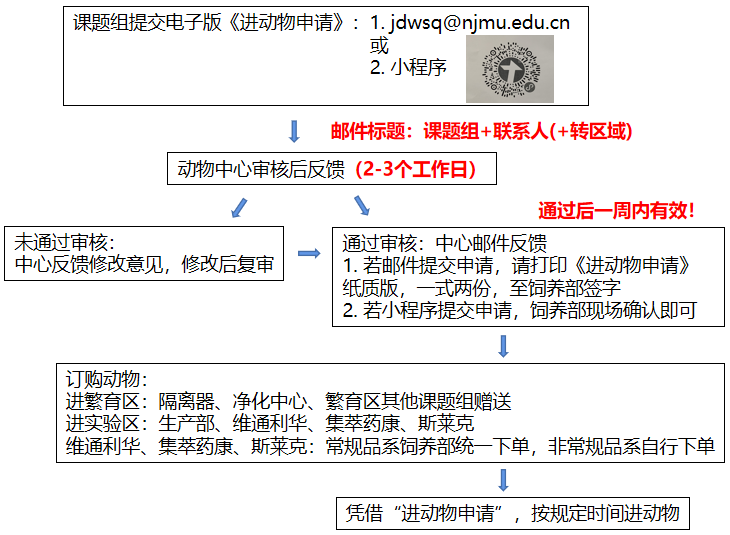 课题组提交电子版《进动物申请》：1. jdwsq@njmu.edu.cn
或
2. 小程序
邮件标题：课题组+联系人(+转区域)
动物中心审核后反馈（2-3个工作日）
通过后一周内有效！
未通过审核：
中心反馈修改意见，修改后复审
通过审核：中心邮件反馈
1. 若邮件提交申请，请打印《进动物申请》
纸质版，一式两份，至饲养部签字
2. 若小程序提交申请，饲养部现场确认即可
订购动物：
进繁育区：隔离器、净化中心、繁育区其他课题组赠送
进实验区：生产部、维通利华、集萃药康、斯莱克
维通利华、集萃药康、斯莱克：常规品系饲养部统一下单，非常规品系自行下单
凭借“进动物申请”，按规定时间进动物